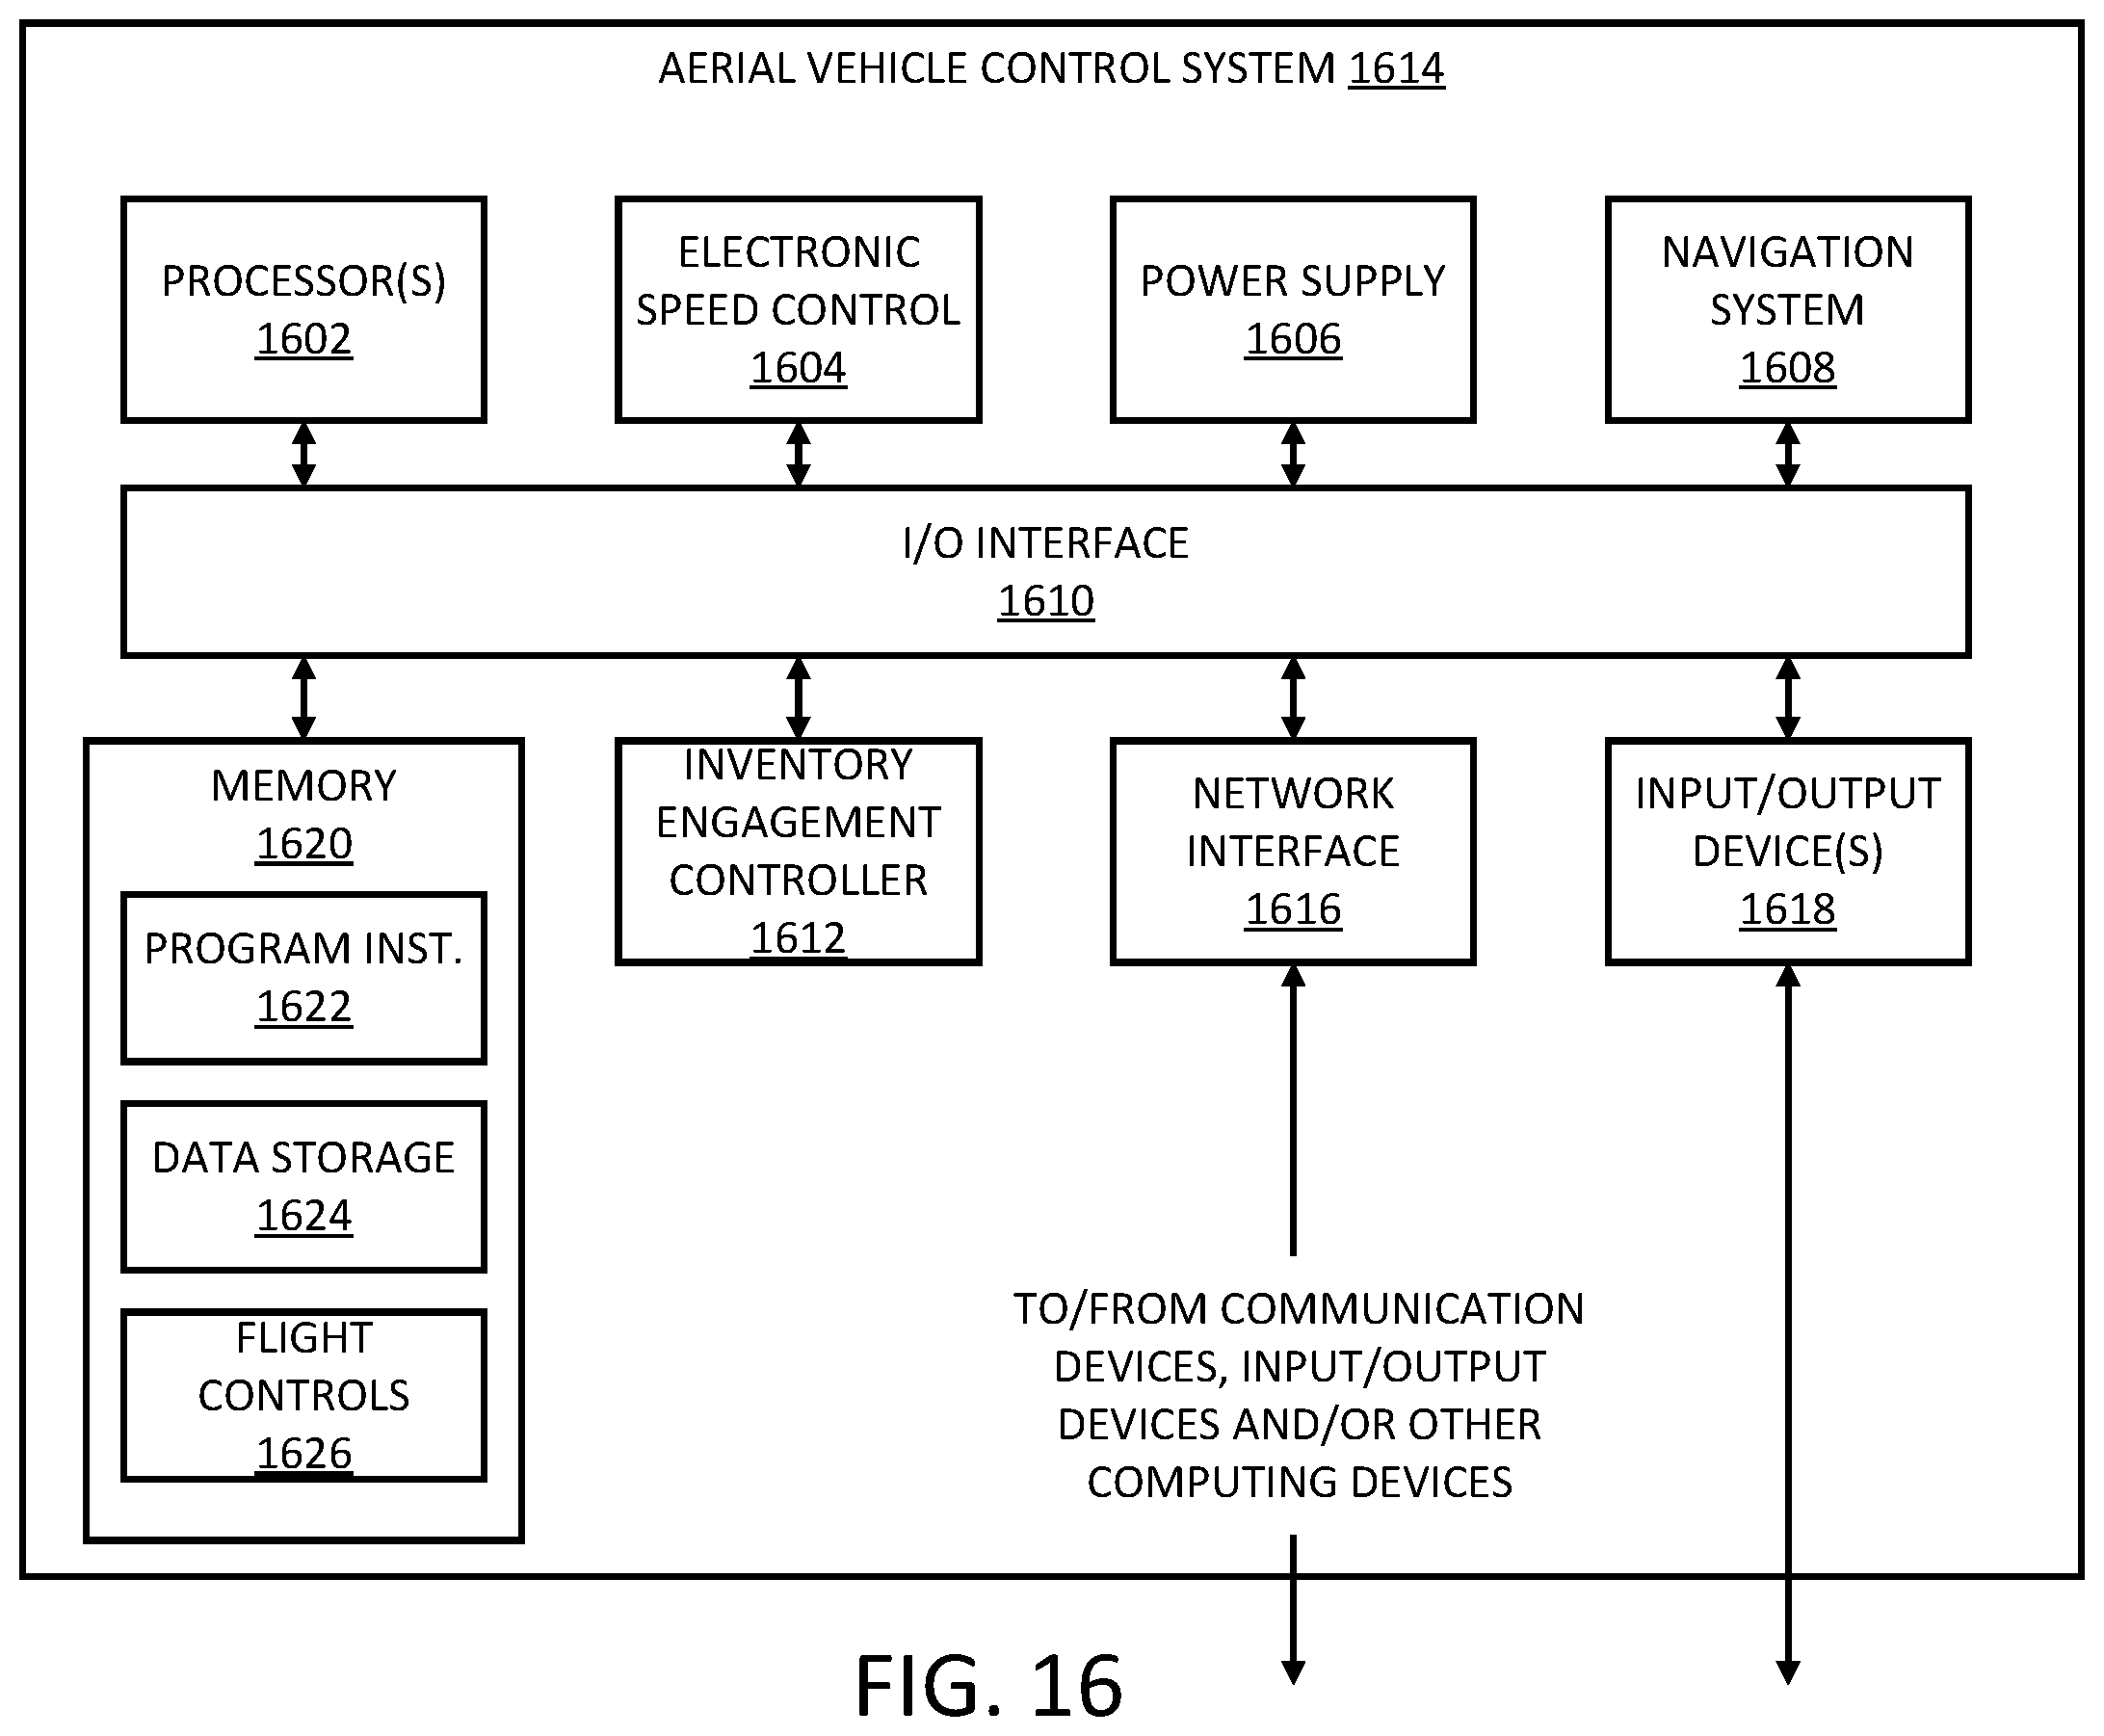 AERIAL VEHICLE CONTROL SYSTEM 1614
PROCESSOR(S)
1602
ELECTRONIC
SPEED CONTROL
1604
POWER SUPPLY
1606
NAVIGATION
SYSTEM
1608
I/O INTERFACE
1610
MEMORY
1620
PROGRAM INST.
1622
DATA STORAGE
1624
FLIGHT
CONTROLS
1626
INVENTORY
ENGAGEMENT
CONTROLLER
1612
NETWORK
INTERFACE
1616
INPUT/OUTPUT
DEVICE(S)
1618
TO/FROM COMMUNICATION
DEVICES, INPUT/OUTPUT
DEVICES AND/OR OTHER
COMPUTING DEVICES
FIG. 16